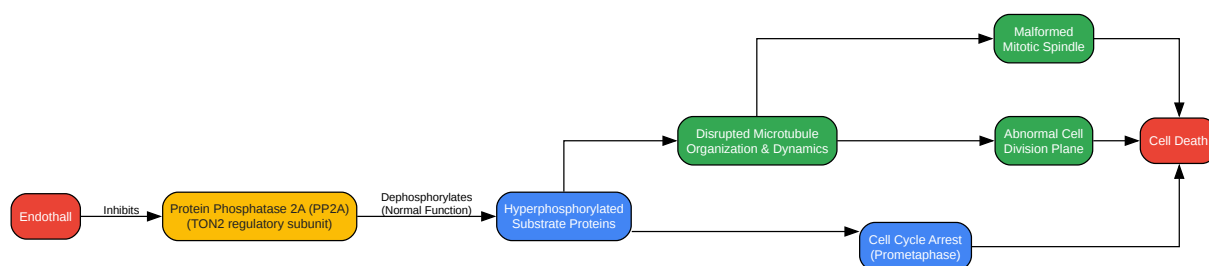 Malformed
Mitotic Spindle
Disrupted Microtubule
Organization & Dynamics
Abnormal Cell
Division Plane
Cell Death
Endothall
Inhibits
Protein Phosphatase 2A (PP2A)
(TON2 regulatory subunit)
Dephosphorylates
(Normal Function)
Hyperphosphorylated
Substrate Proteins
Cell Cycle Arrest
(Prometaphase)